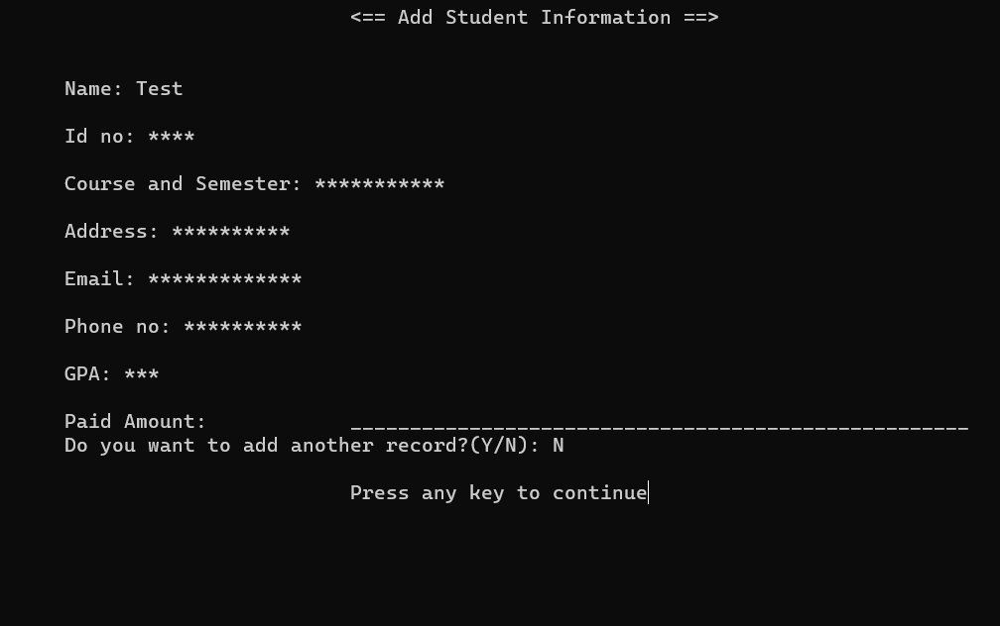 <== Add Student Information ==>
Name: Test
Id no: ****
Course and Semester: ***********
Address: **********
Email: *************
Phone no: **********
GPA: ***
Paid Amount: ____________________________________________________
Do you want to add another record?(Y/N): N
Press any key to continue